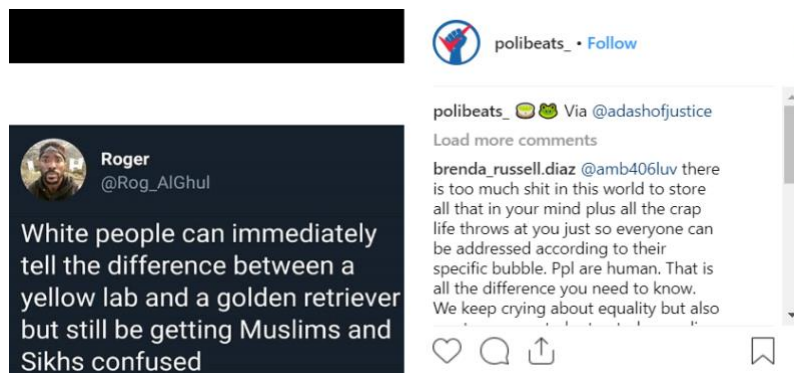 Roger
@Rog_AlGhul
White people can immediately
tell the difference between a
yellow lab and a golden retriever
but still be getting Muslims and
Sikhs confused
polibeats_ • Follow
polibeats_ 🍵🐸 Via @adashofjustice
Load more comments
brenda_russell.diaz @amb406luv there
is too much shit in this world to store
all that in your mind plus all the crap
life throws at you just so everyone can
be addressed according to their
specific bubble. Ppl are human. That is
all the difference you need to know.
We keep crying about equality but also